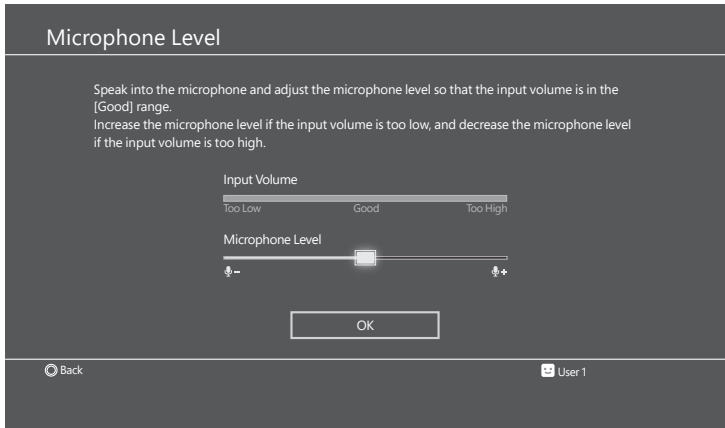 Microphone Level
Speak into the microphone and adjust the microphone level so that the input volume is in the
[Good] range.
Increase the microphone level if the input volume is too low, and decrease the microphone level
if the input volume is too high.
Input Volume
Too Low Good Too High
Microphone Level
OK
Back User 1